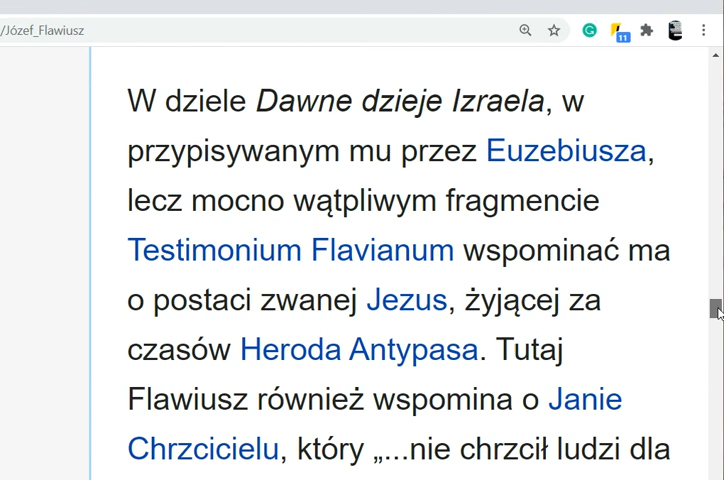 /Józef_Flawiusz
11
W dziele Dawne dzieje Izraela, w
przypisywanym mu przez Euzebiusza,
lecz mocno wątpliwym fragmencie
Testimonium Flavianum wspominać ma
o postaci zwanej Jezus, żyjącej za
czasów Heroda Antypasa. Tutaj
Flawiusz również wspomina o Janie
Chrzcicielu, który „...nie chrzcił ludzi dla